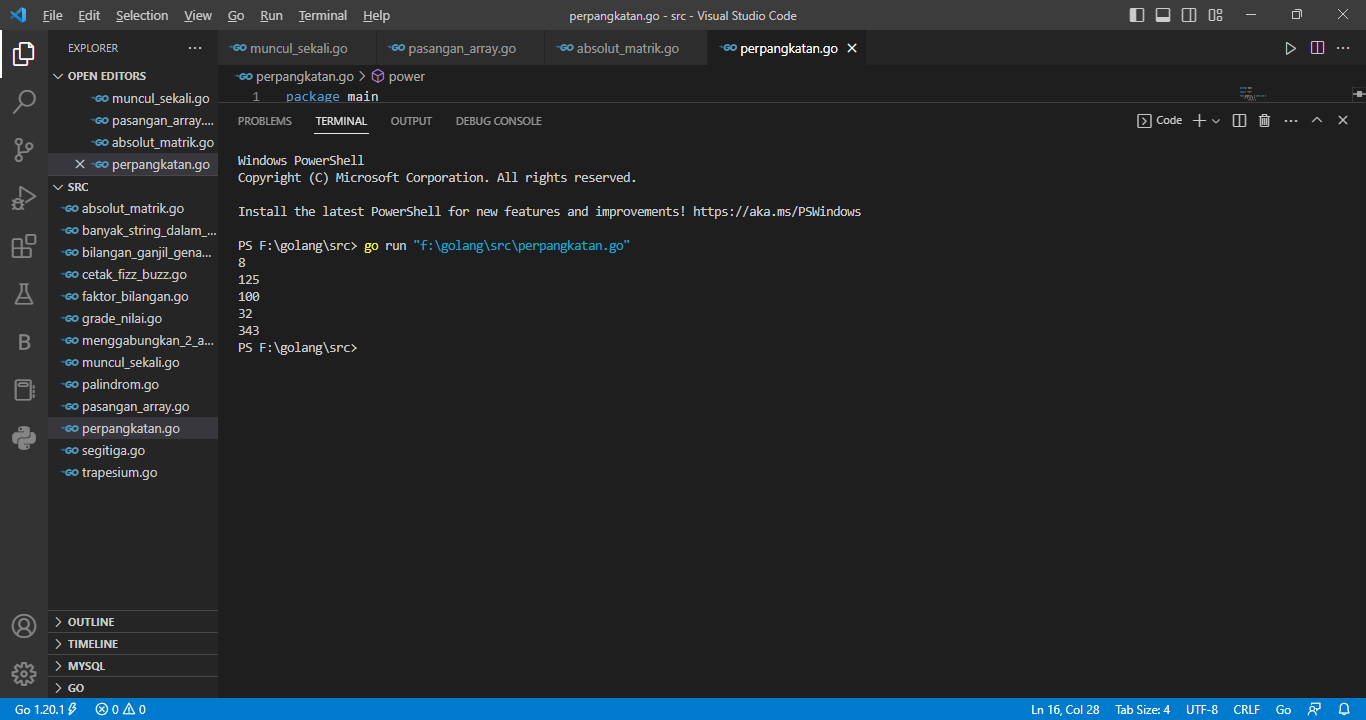 File Edit Selection View Go Run Terminal Help
perpangkatan.go - src - Visual Studio Code
EXPLORER
OPEN EDITORS
muncul_sekali.go
pasangan_array....
absolut_matrik.go
perpangkatan.go
SRC
absolut_matrik.go
banyak_string_dalam_...
bilangan_ganjil_gena...
cetak_fizz_buzz.go
faktor_bilangan.go
grade_nilai.go
menggabungkan_2_a...
muncul_sekali.go
palindrom.go
pasangan_array.go
perpangkatan.go
segitiga.go
trapesium.go
OUTLINE
TIMELINE
MYSQL
GO
muncul_sekali.go pasangan_array.go absolut_matrik.go perpangkatan.go
perpangkatan.go > power
1 package main
PROBLEMS TERMINAL OUTPUT DEBUG CONSOLE
Code
Windows PowerShell
Copyright (C) Microsoft Corporation. All rights reserved.
Install the latest PowerShell for new features and improvements! https://aka.ms/PSWindows
PS F:\golang\src> go run "f:\golang\src\perpangkatan.go"
8
125
100
32
343
PS F:\golang\src>
Go 1.20.1 0 0 Ln 16, Col 28 Tab Size: 4 UTF-8 CRLF Go